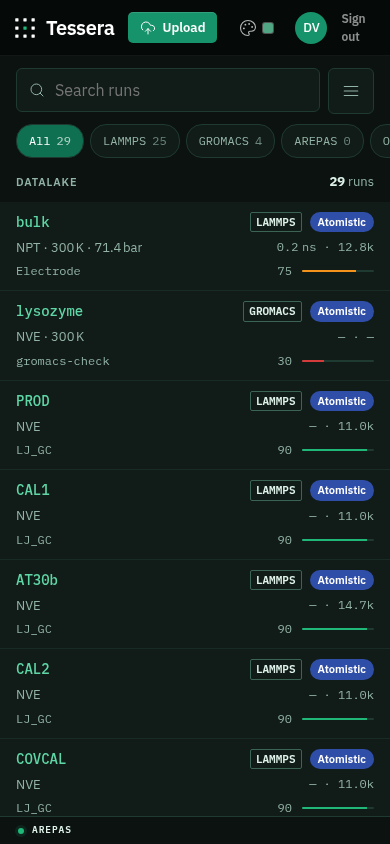 Tessera Upload DV Sign out
Search runs
All 29 LAMMPS 25 GROMACS 4 AREPAS 0
DATALAKE 29 runs
bulk LAMMPS Atomistic
NPT · 300 K · 71.4 bar 0.2 ns · 12.8k
Electrode 75
lysozyme GROMACS Atomistic
NVE · 300 K — · —
gromacs-check 30
PROD LAMMPS Atomistic
NVE — · 11.0k
LJ_GC 90
CAL1 LAMMPS Atomistic
NVE — · 11.0k
LJ_GC 90
AT30b LAMMPS Atomistic
NVE — · 14.7k
LJ_GC 90
CAL2 LAMMPS Atomistic
NVE — · 11.0k
LJ_GC 90
COVCAL LAMMPS Atomistic
NVE — · 11.0k
LJ_GC 90
AREPAS